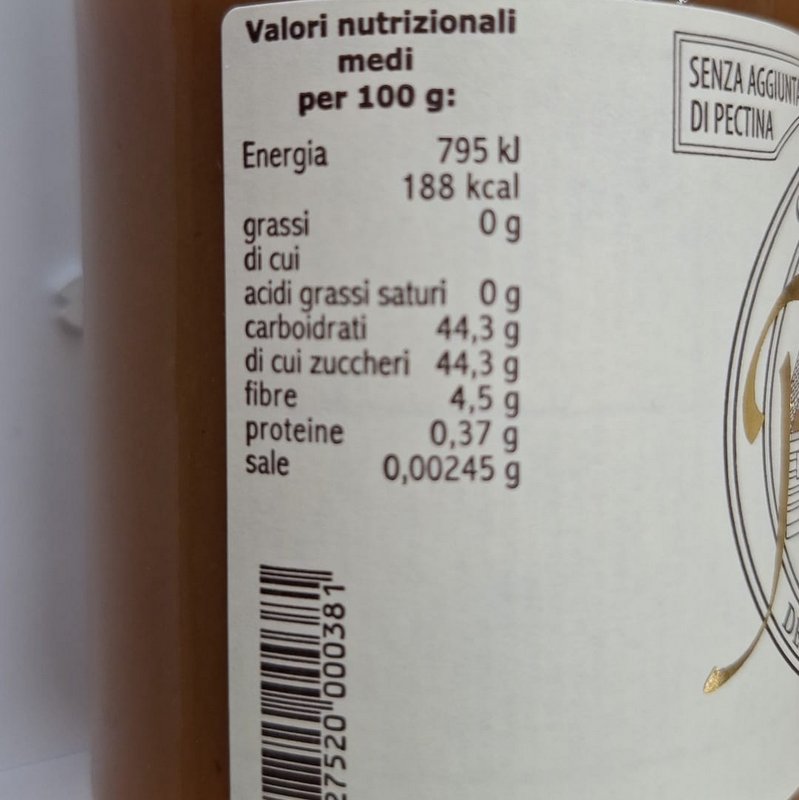 Valori nutrizionali
medi
per 100 g:
Energia 795 kJ
188 kcal
grassi 0 g
di cui
acidi grassi saturi 0 g
carboidrati 44,3 g
di cui zuccheri 44,3 g
fibre 4,5 g
proteine 0,37 g
sale 0,00245 g
27520 000381
SENZA AGGIUNTA
DI PECTINA